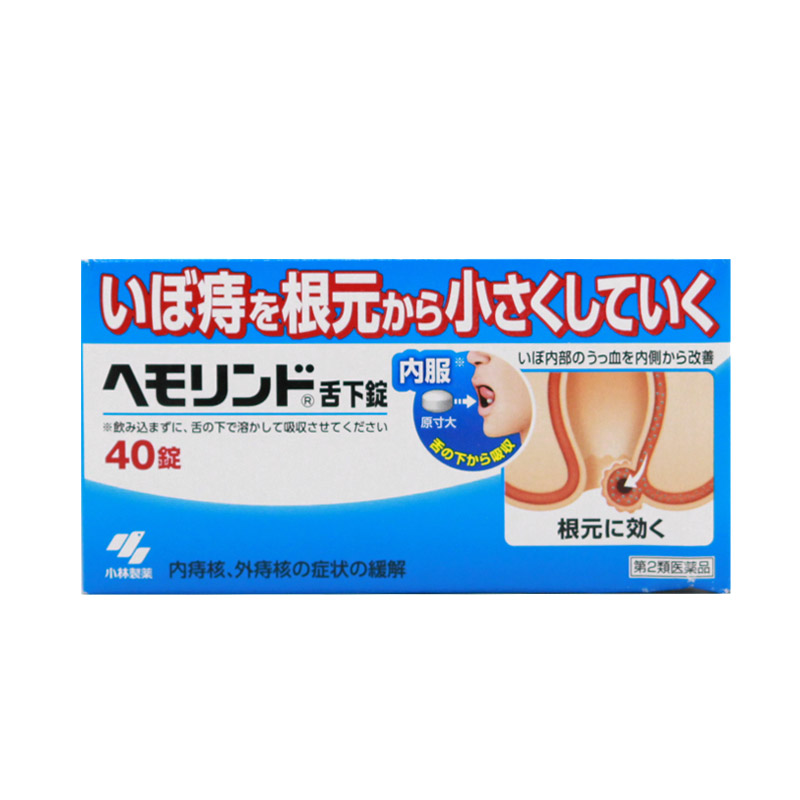 いぼ痔を根元から小さくしていく
ヘモリンド®舌下錠
※飲み込まずに、舌の下で溶かして吸収させてください
40錠
内服※
原寸大
舌の下から吸収
いぼ内部のうっ血を内側から改善
根元に効く
小林製薬
内痔核、外痔核の症状の緩解
第2類医薬品